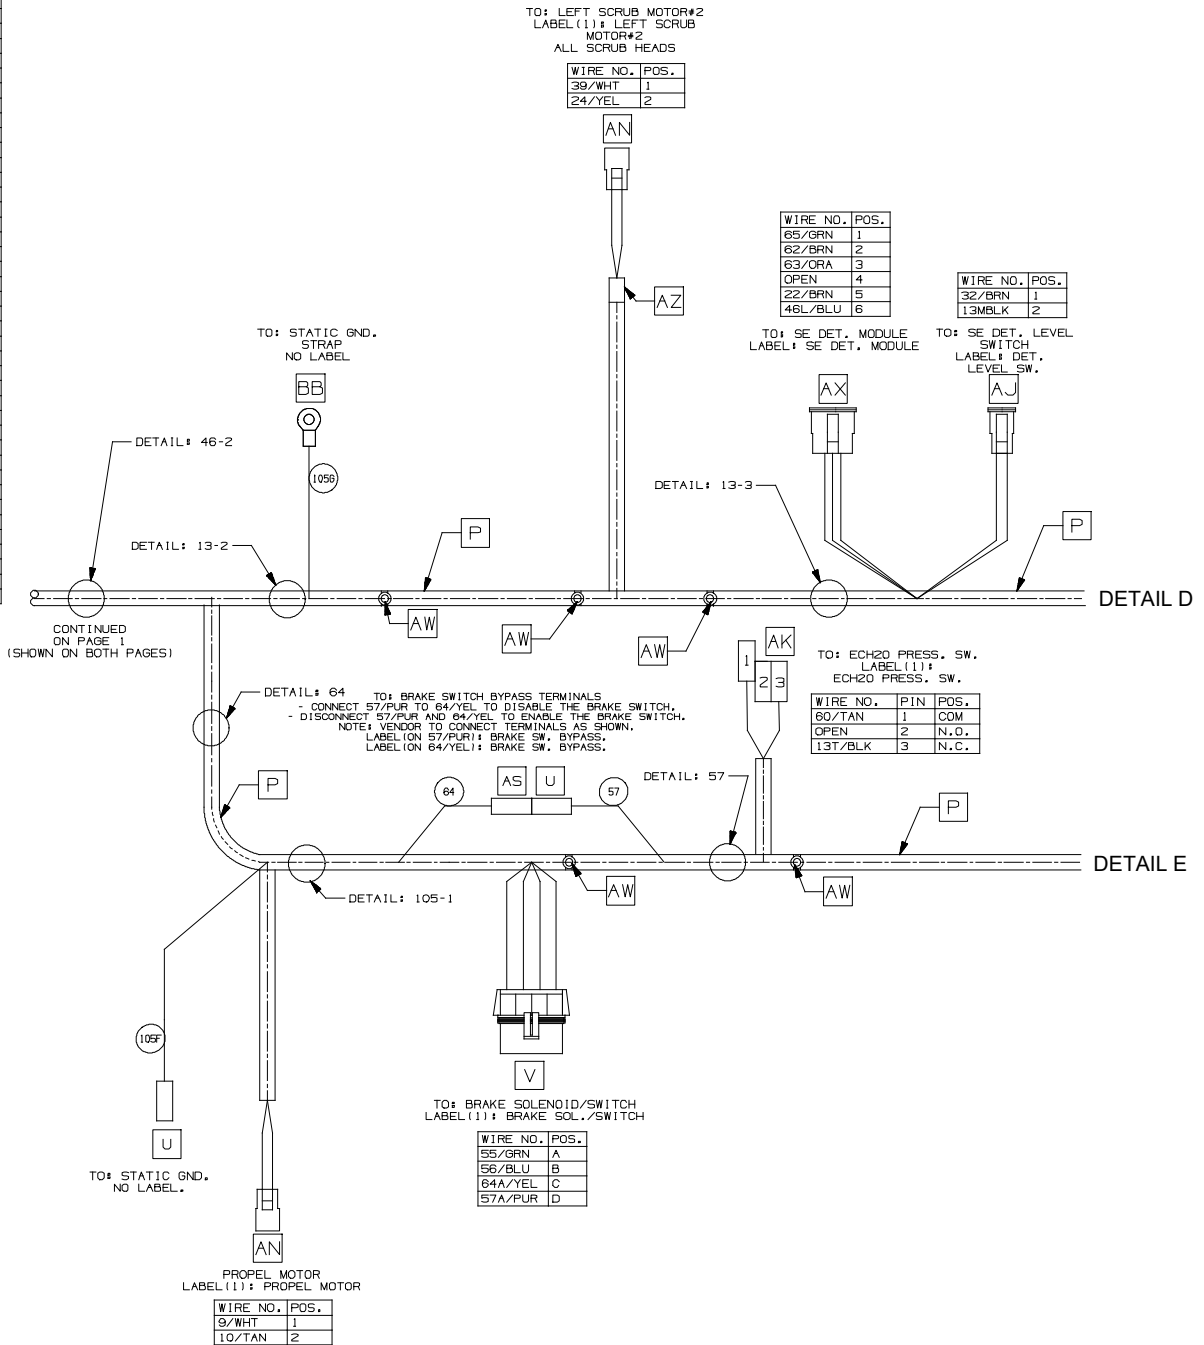 TO: LEFT SCRUB MOTOR#2
LABEL(1): LEFT SCRUB
MOTOR#2
ALL SCRUB HEADS
WIRE NO. POS.
39/WHT 1
24/YEL 2
AN
AZ
WIRE NO. POS.
65/GRN 1
62/BRN 2
63/ORA 3
OPEN 4
22/BRN 5
46L/BLU 6
TO: SE DET. MODULE
LABEL: SE DET. MODULE
AX
WIRE NO. POS.
32/BRN 1
13MBLK 2
TO: SE DET. LEVEL
SWITCH
LABEL: DET.
LEVEL SW.
AJ
TO: STATIC GND.
STRAP
NO LABEL
BB
105G
DETAIL: 46-2
DETAIL: 13-2
P
DETAIL: 13-3
P
DETAIL D
CONTINUED
ON PAGE 1
(SHOWN ON BOTH PAGES)
AW
AW
AW
AK
1
2 3
TO: ECH2O PRESS. SW.
LABEL(1):
ECH2O PRESS. SW.
WIRE NO. PIN POS.
60/TAN 1 COM
OPEN 2 N.O.
13T/BLK 3 N.C.
DETAIL: 64
TO: BRAKE SWITCH BYPASS TERMINALS
- CONNECT 57/PUR TO 64/YEL TO DISABLE THE BRAKE SWITCH.
- DISCONNECT 57/PUR AND 64/YEL TO ENABLE THE BRAKE SWITCH.
NOTE: VENDOR TO CONNECT TERMINALS AS SHOWN.
LABEL(ON 57/PUR): BRAKE SW. BYPASS.
LABEL(ON 64/YEL): BRAKE SW. BYPASS.
P
64
AS U
57
DETAIL: 57
P
DETAIL E
DETAIL: 105-1
AW
AW
105F
U
TO: STATIC GND.
NO LABEL.
V
TO: BRAKE SOLENOID/SWITCH
LABEL(1): BRAKE SOL./SWITCH
WIRE NO. POS.
55/GRN A
56/BLU B
64A/YEL C
57A/PUR D
AN
PROPEL MOTOR
LABEL(1): PROPEL MOTOR
WIRE NO. POS.
9/WHT 1
10/TAN 2